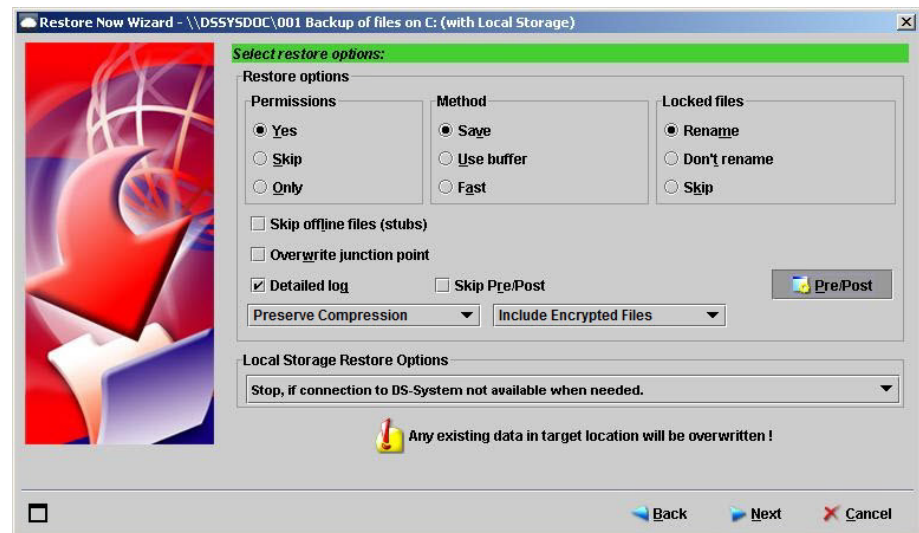 Restore Now Wizard - \\DSSYSDOC\001 Backup of files on C: (with Local Storage)
Select restore options:
Restore options
Permissions
Yes
Skip
Only
Method
Save
Use buffer
Fast
Locked files
Rename
Don't rename
Skip
Skip offline files (stubs)
Overwrite junction point
Detailed log
Skip Pre/Post
Pre/Post
Preserve Compression
Include Encrypted Files
Local Storage Restore Options
Stop, if connection to DS-System not available when needed.
Any existing data in target location will be overwritten !
Back
Next
Cancel